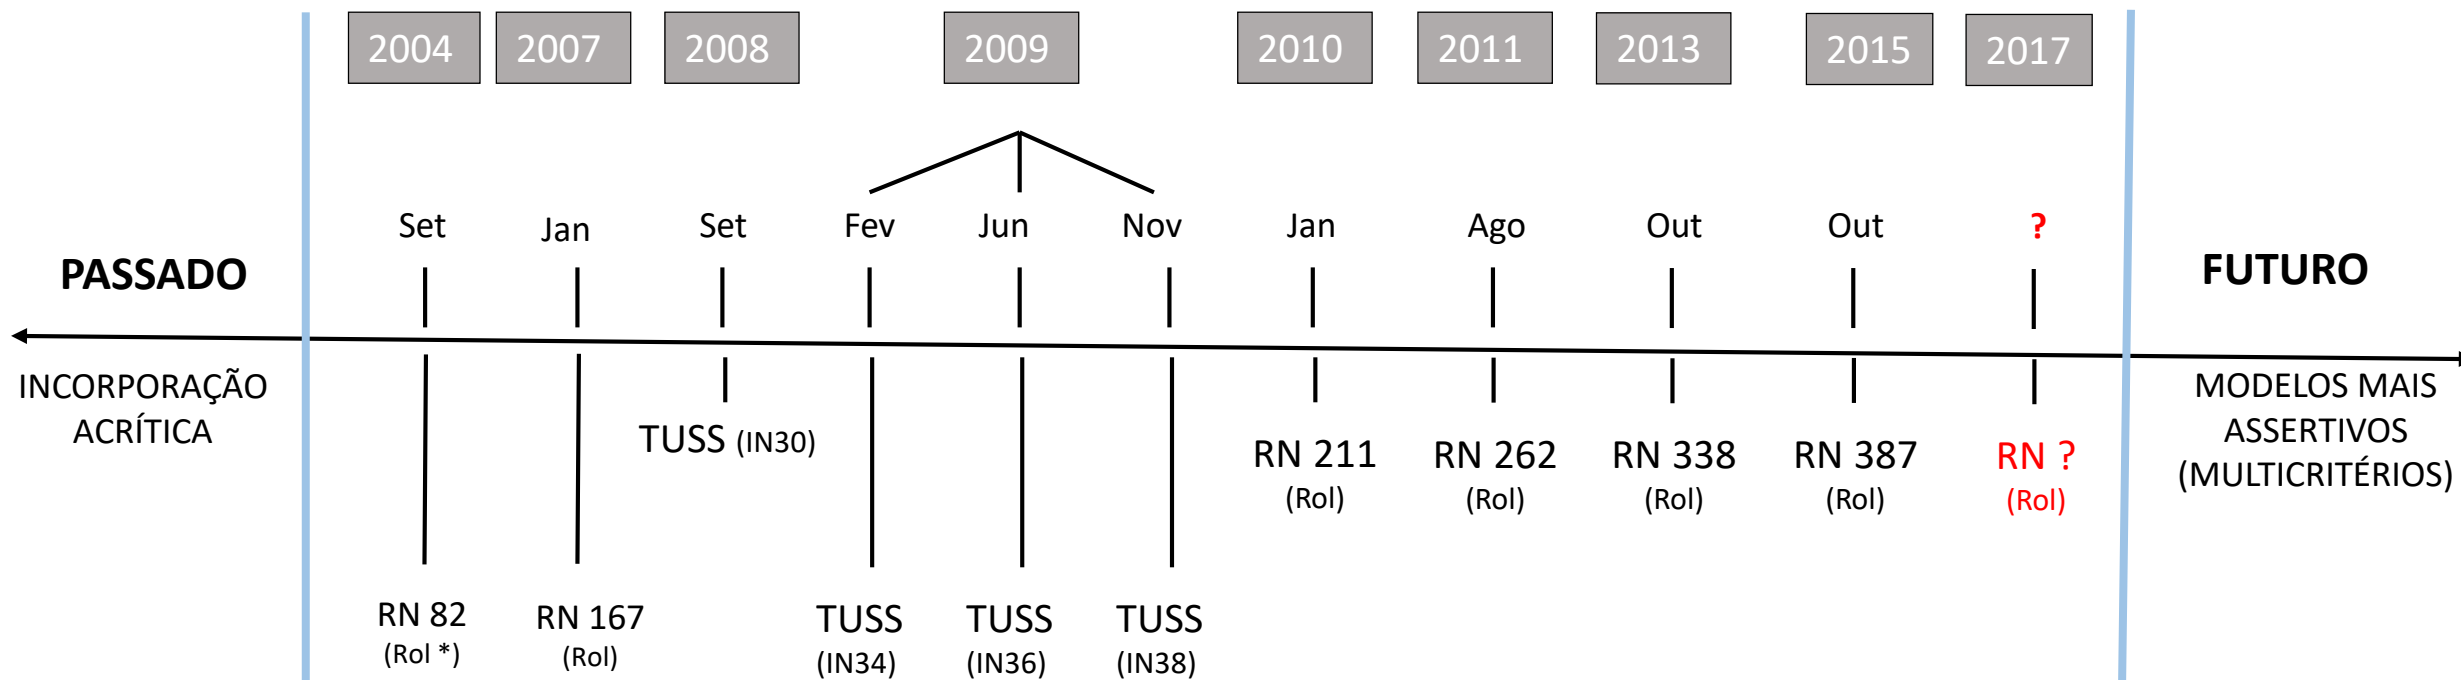 2004
2007
2008
2009
2010
2011
2013
2015
2017
Set
Jan
Set
Fev
Jun
Nov
Jan
Ago
Out
Out
?
PASSADO
FUTURO
INCORPORAÇÃO
ACRÍTICA
MODELOS MAIS
ASSERTIVOS
(MULTICRITÉRIOS)
TUSS (IN30)
RN 211
(Rol)
RN 262
(Rol)
RN 338
(Rol)
RN 387
(Rol)
RN ?
(Rol)
RN 82
(Rol *)
RN 167
(Rol)
TUSS
(IN34)
TUSS
(IN36)
TUSS
(IN38)